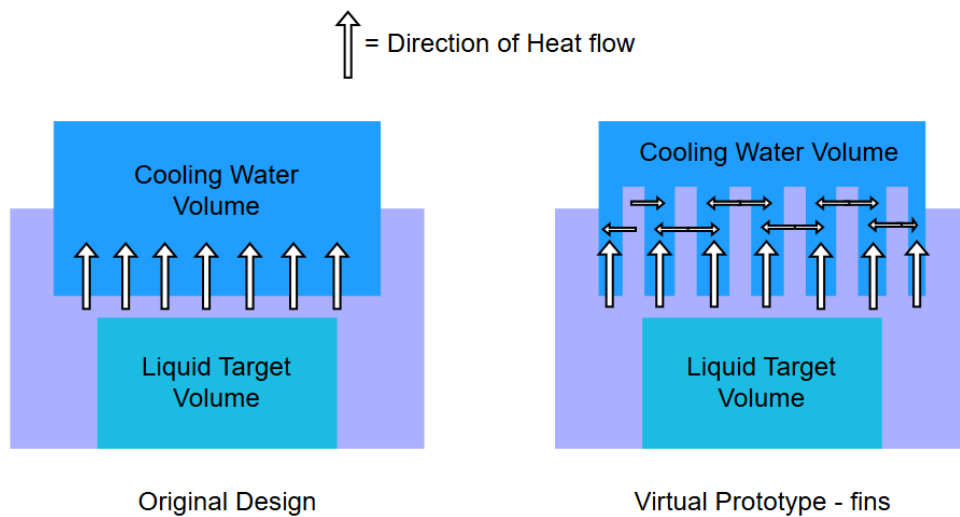 = Direction of Heat flow
Cooling Water
Volume
Cooling Water Volume
Liquid Target
Volume
Liquid Target
Volume
Original Design
Virtual Prototype - fins